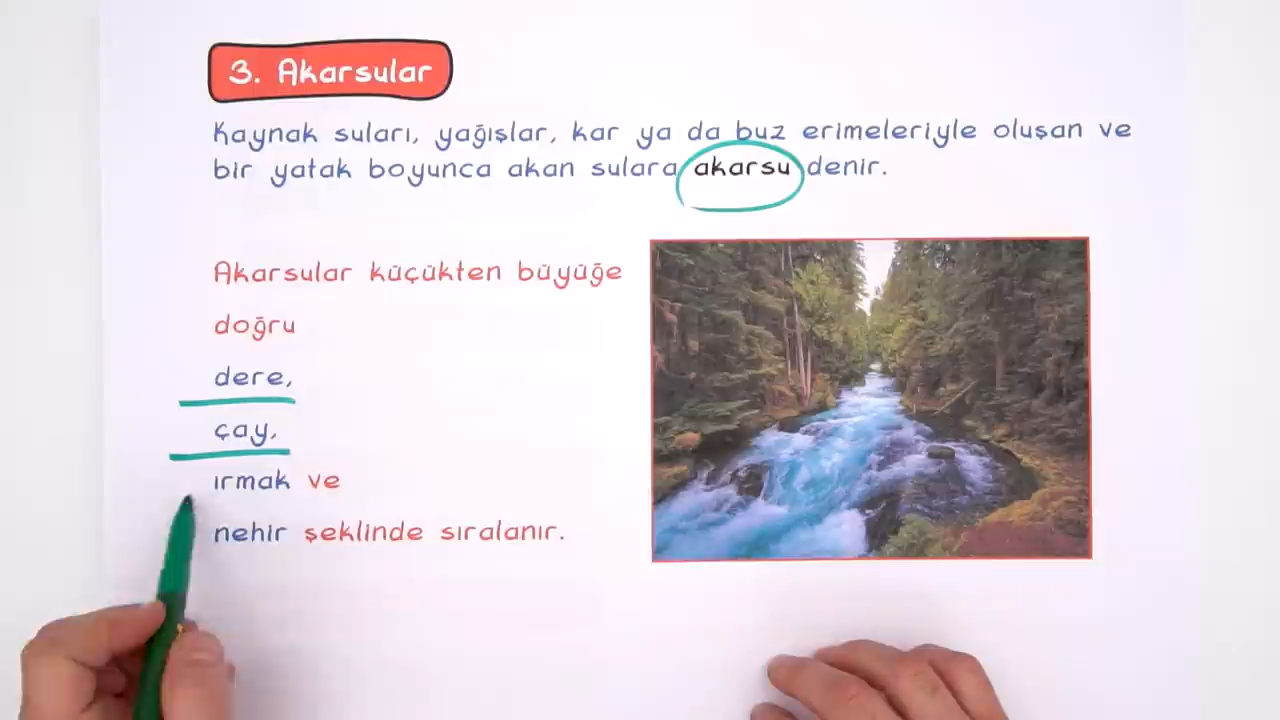 3. Akarsular
Kaynak suları, yağışlar, kar ya da buz erimeleriyle oluşan ve
bir yatak boyunca akan sulara akarsu denir.
Akarsular küçükten büyüğe
doğru
dere,
çay,
ırmak ve
nehir şeklinde sıralanır.